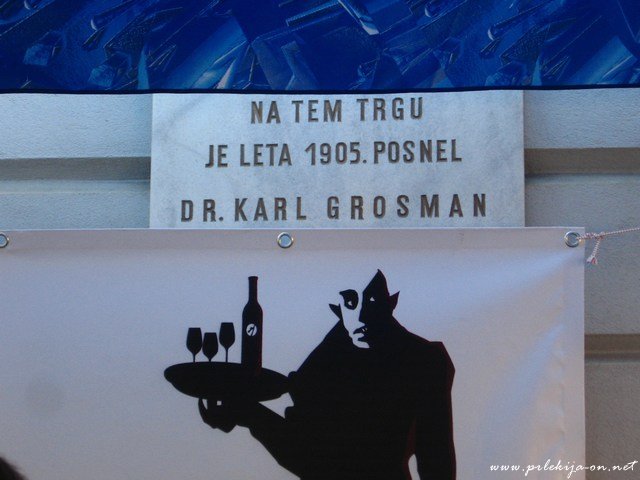 NA TEM TRGU
JE LETA 1905. POSNEL
DR. KARL GROSMAN
www.prlekija-on.net